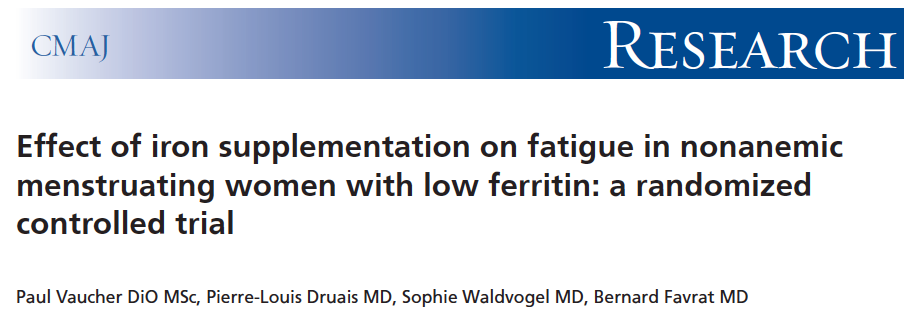 CMAJ
RESEARCH
Effect of iron supplementation on fatigue in nonanemic
menstruating women with low ferritin: a randomized
controlled trial
Paul Vaucher DiO MSc, Pierre-Louis Druais MD, Sophie Waldvogel MD, Bernard Favrat MD